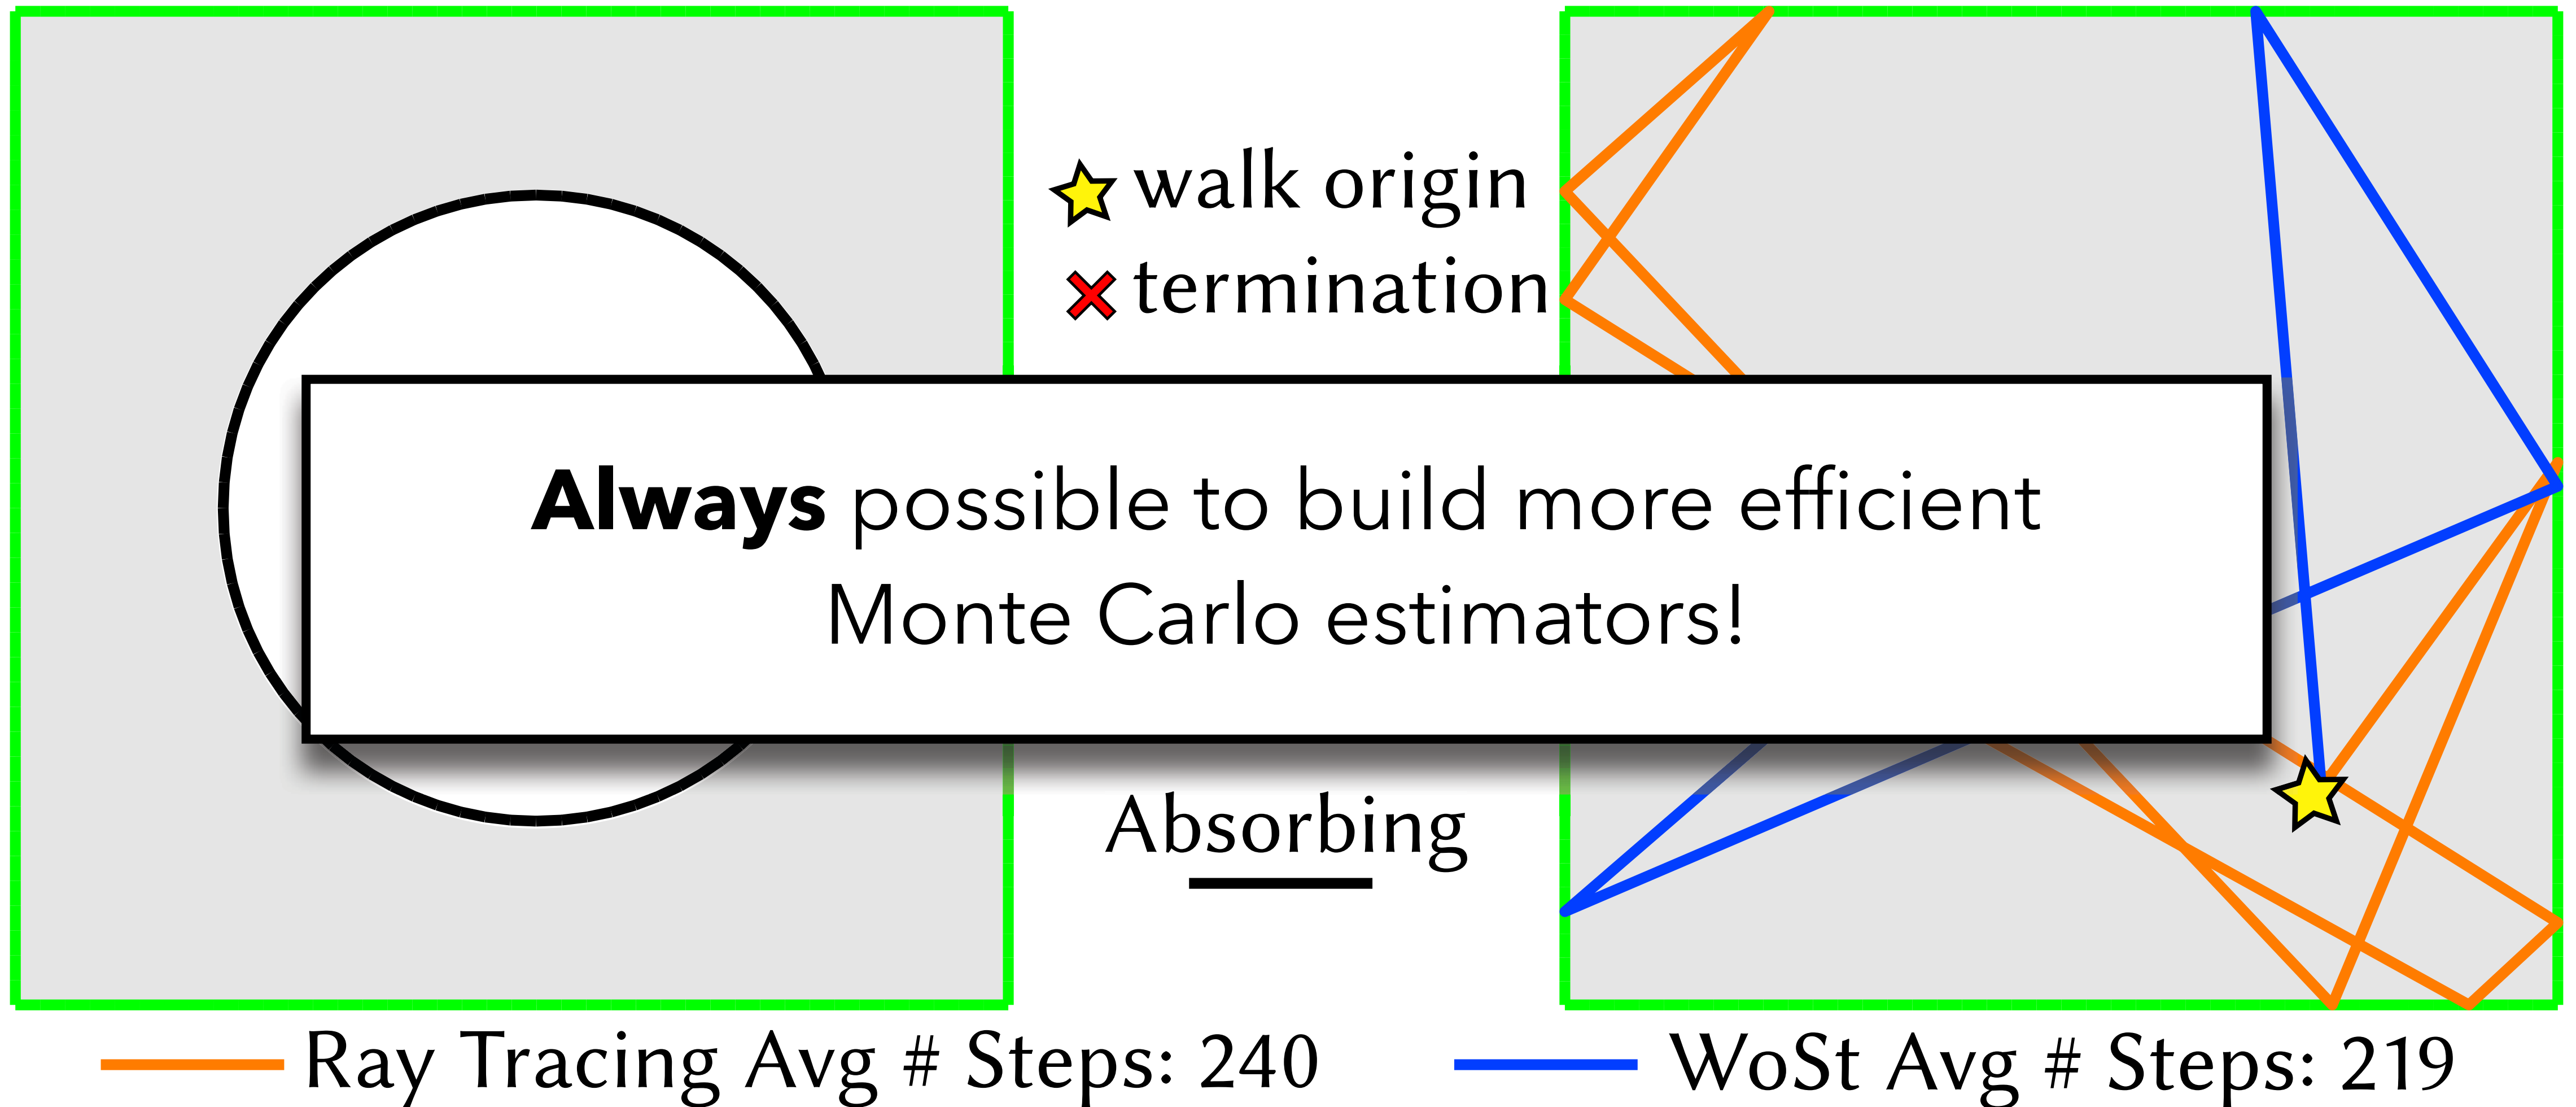 walk origin
termination
Always possible to build more efficient
Monte Carlo estimators!
Absorbing
Ray Tracing Avg # Steps: 240
WoSt Avg # Steps: 219